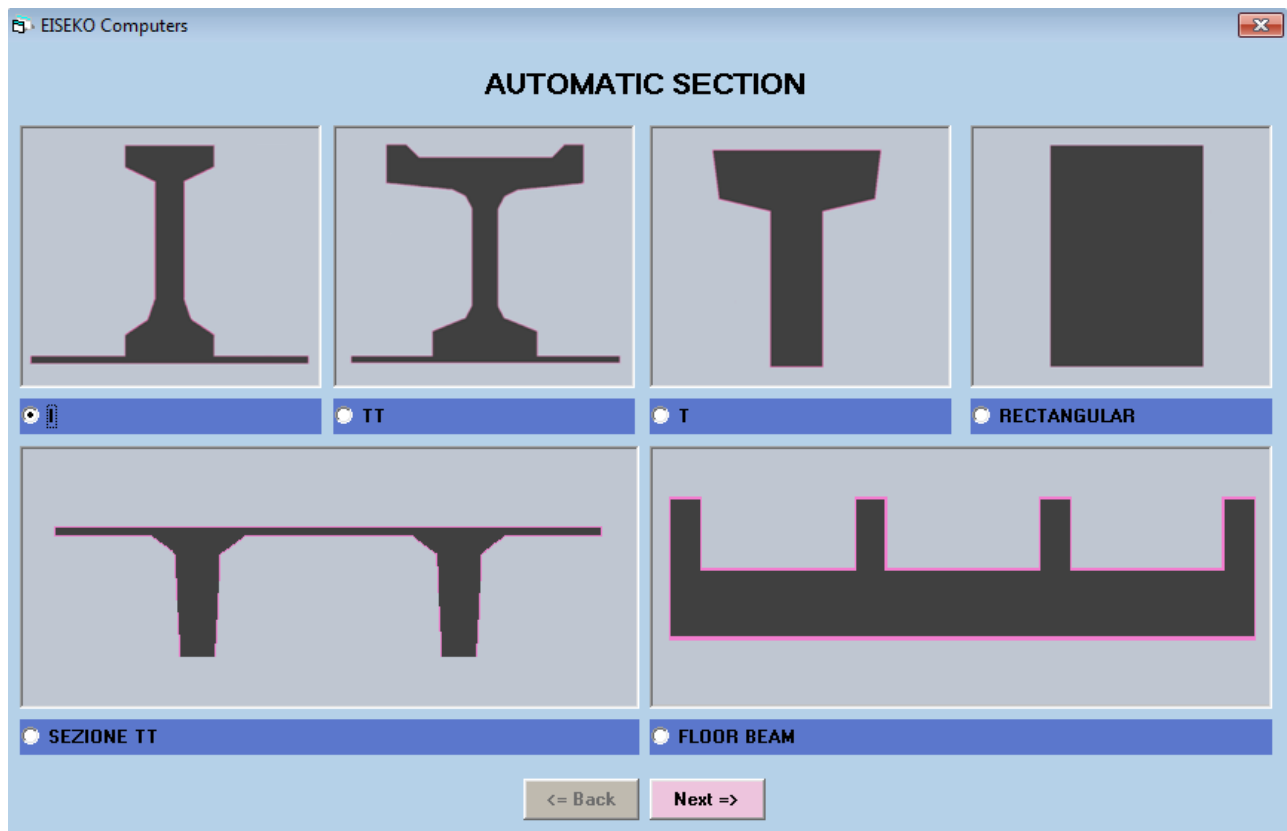 EISEKO Computers
AUTOMATIC SECTION
I
TT
T
RECTANGULAR
SEZIONE TT
FLOOR BEAM
<= Back
Next =>